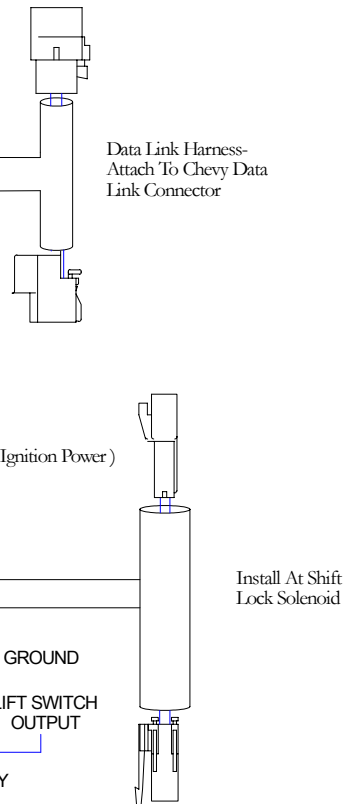 Data Link Harness-
Attach To Chevy Data
Link Connector
Ignition Power )
Install At Shift
Lock Solenoid
GROUND
LIFT SWITCH
OUTPUT